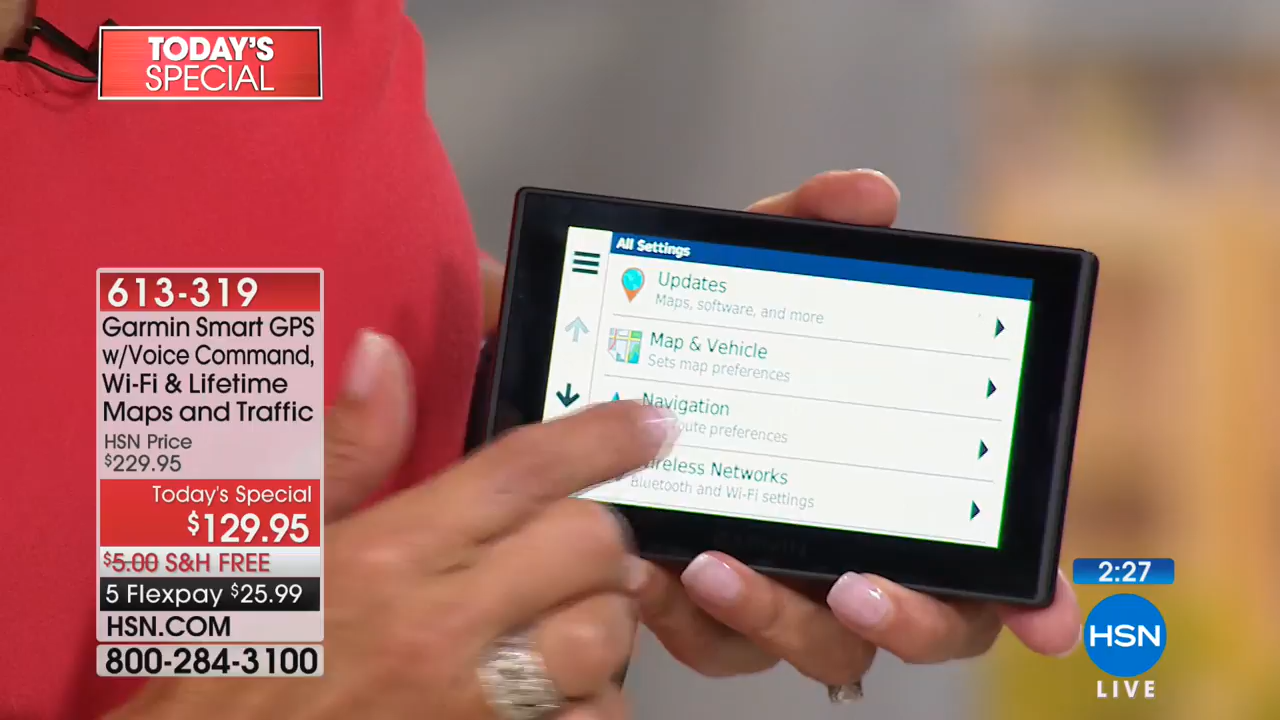 TODAY'S
SPECIAL
613-319
Garmin Smart GPS
w/Voice Command,
Wi-Fi & Lifetime
Maps and Traffic
HSN Price
$229.95
Today's Special
$129.95
$5.00 S&H FREE
5 Flexpay $25.99
HSN.COM
800-284-3100
All Settings
Updates
Maps, software, and more
Map & Vehicle
Sets map preferences
Navigation
preferences
Networks
Bluetooth and Wi-Fi settings
2:27
HSN
LIVE